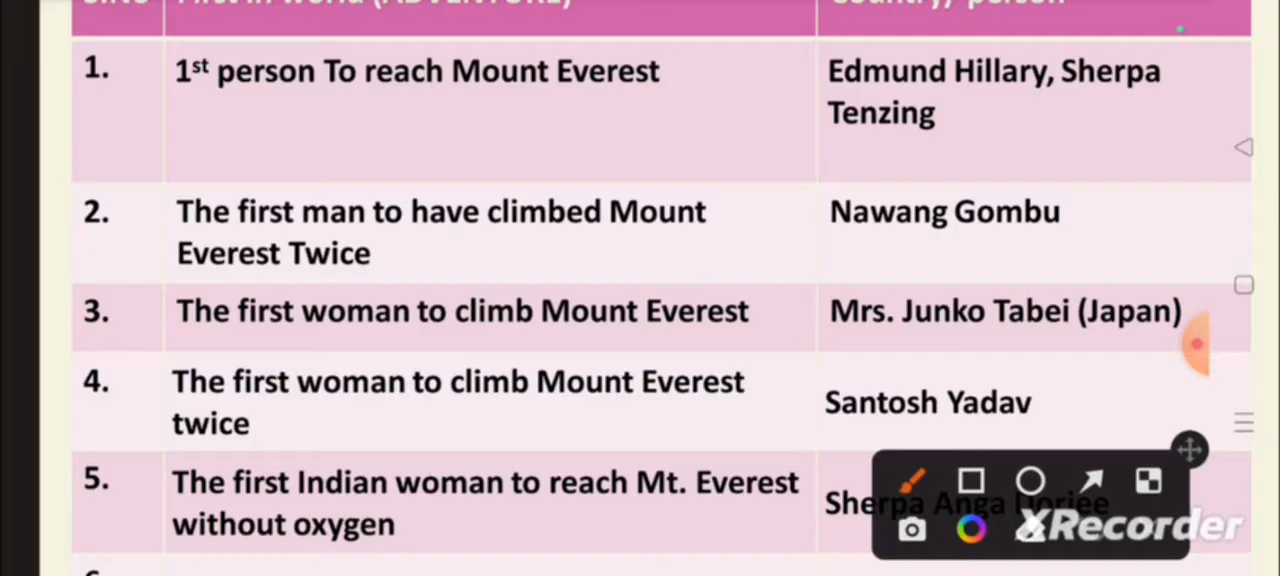 1.
1st person To reach Mount Everest
Edmund Hillary, Sherpa
Tenzing
2.
The first man to have climbed Mount
Everest Twice
Nawang Gombu
3.
The first woman to climb Mount Everest
Mrs. Junko Tabei (Japan)
4.
The first woman to climb Mount Everest
twice
Santosh Yadav
5.
The first Indian woman to reach Mt. Everest
without oxygen
Sherpa Anga Dorjee
XRecorder